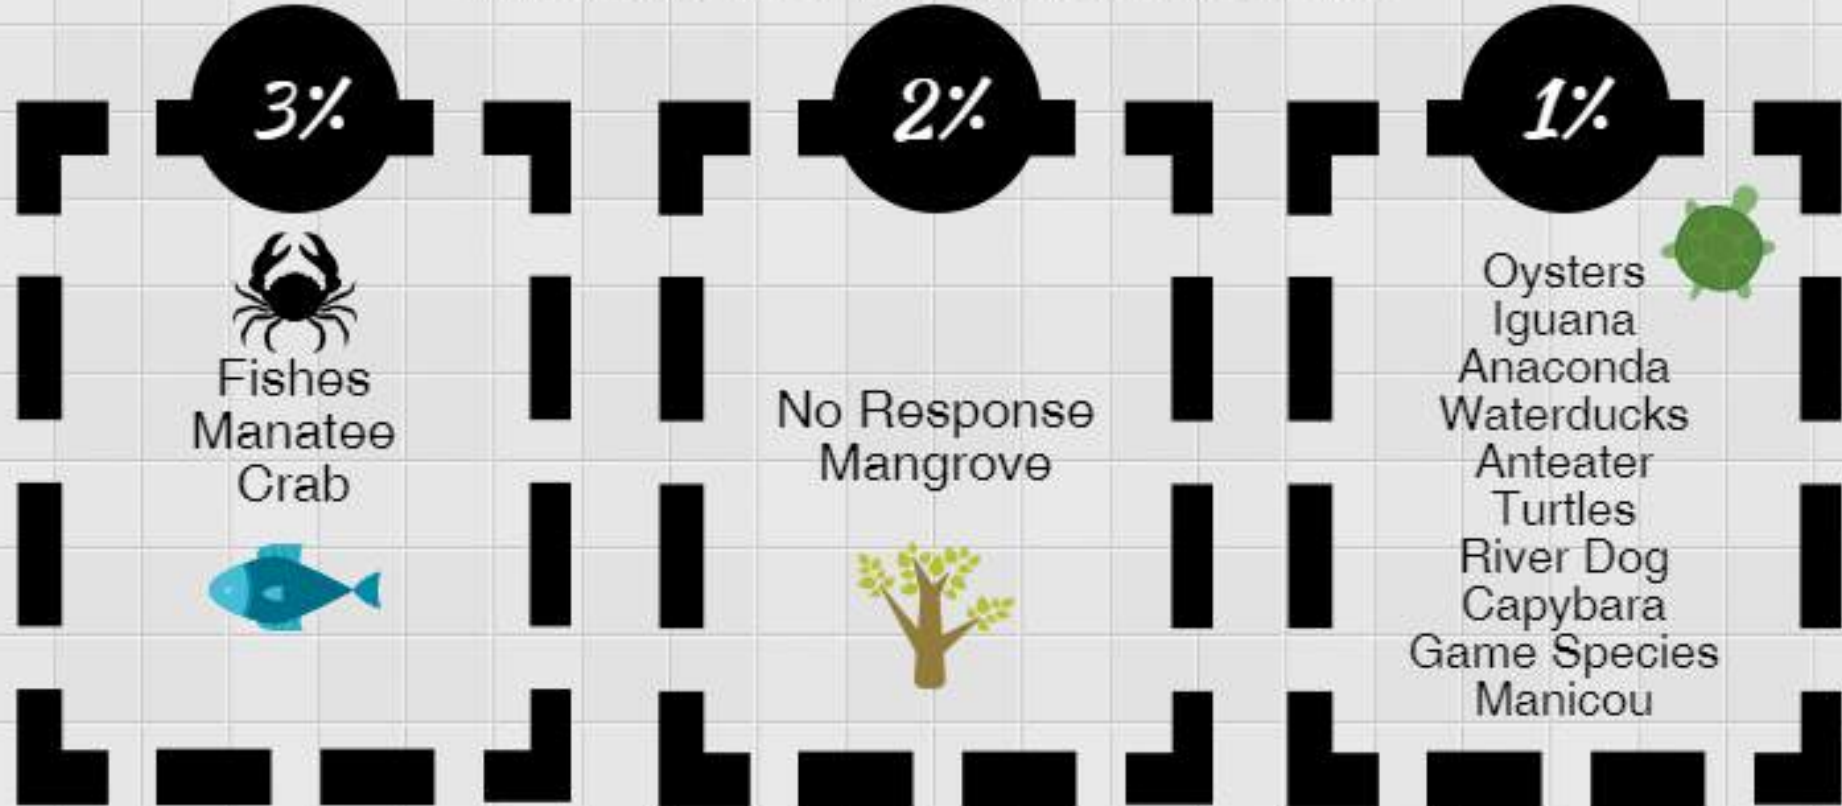 3%
Fishes
Manatee
Crab
2%
No Response
Mangrove
1%
Oysters
Iguana
Anaconda
Waterducks
Anteater
Turtles
River Dog
Capybara
Game Species
Manicou